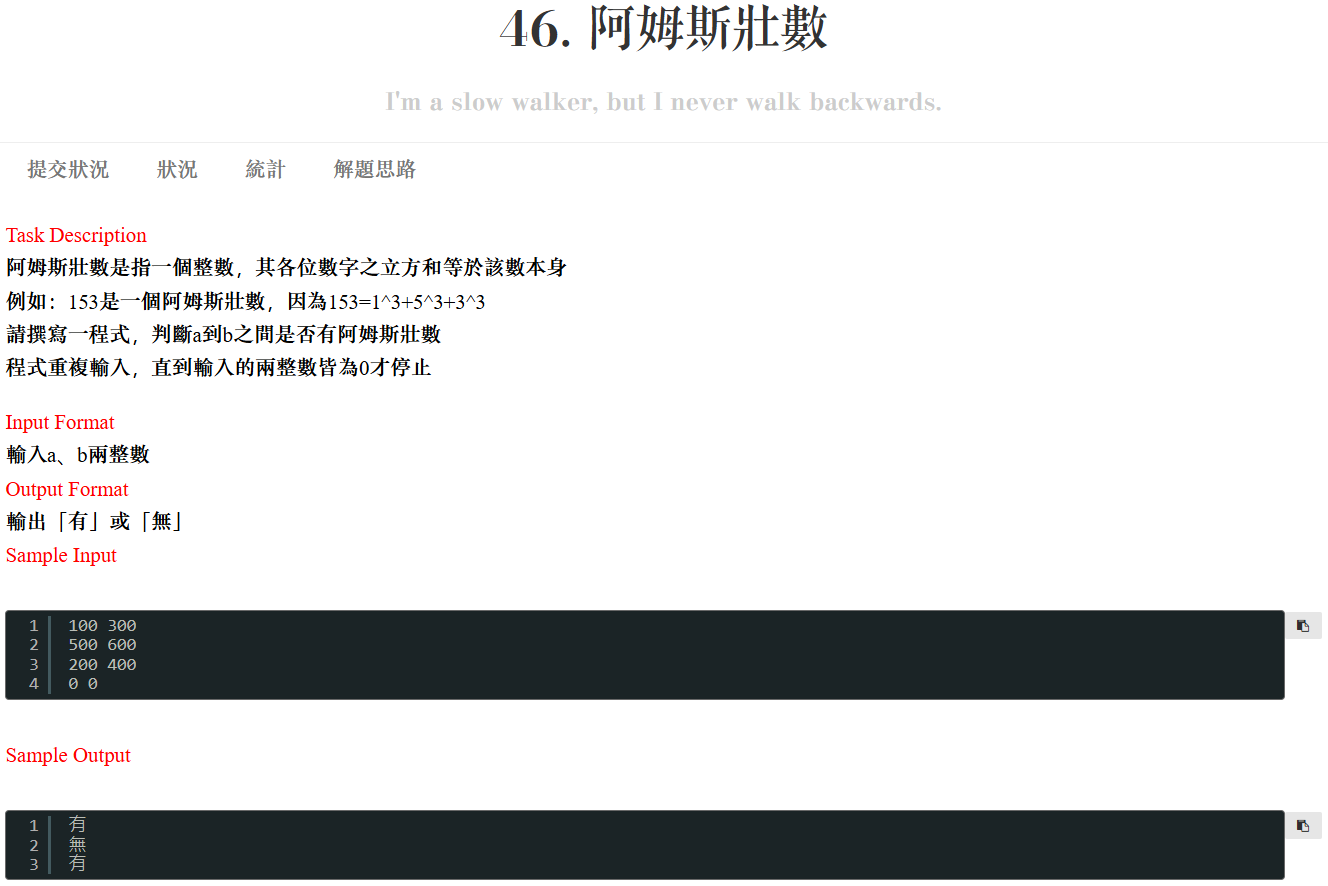 46. 阿姆斯壯數
I'm a slow walker, but I never walk backwards.
提交狀況 狀況 統計 解題思路
Task Description
阿姆斯壯數是指一個整數，其各位數字之立方和等於該數本身
例如：153是一個阿姆斯壯數，因為153=1^3+5^3+3^3
請撰寫一程式，判斷a到b之間是否有阿姆斯壯數
程式重複輸入，直到輸入的兩整數皆為0才停止
Input Format
輸入a、b兩整數
Output Format
輸出「有」或「無」
Sample Input
1 100 300
2 500 600
3 200 400
4 0 0
Sample Output
1 有
2 無
3 有